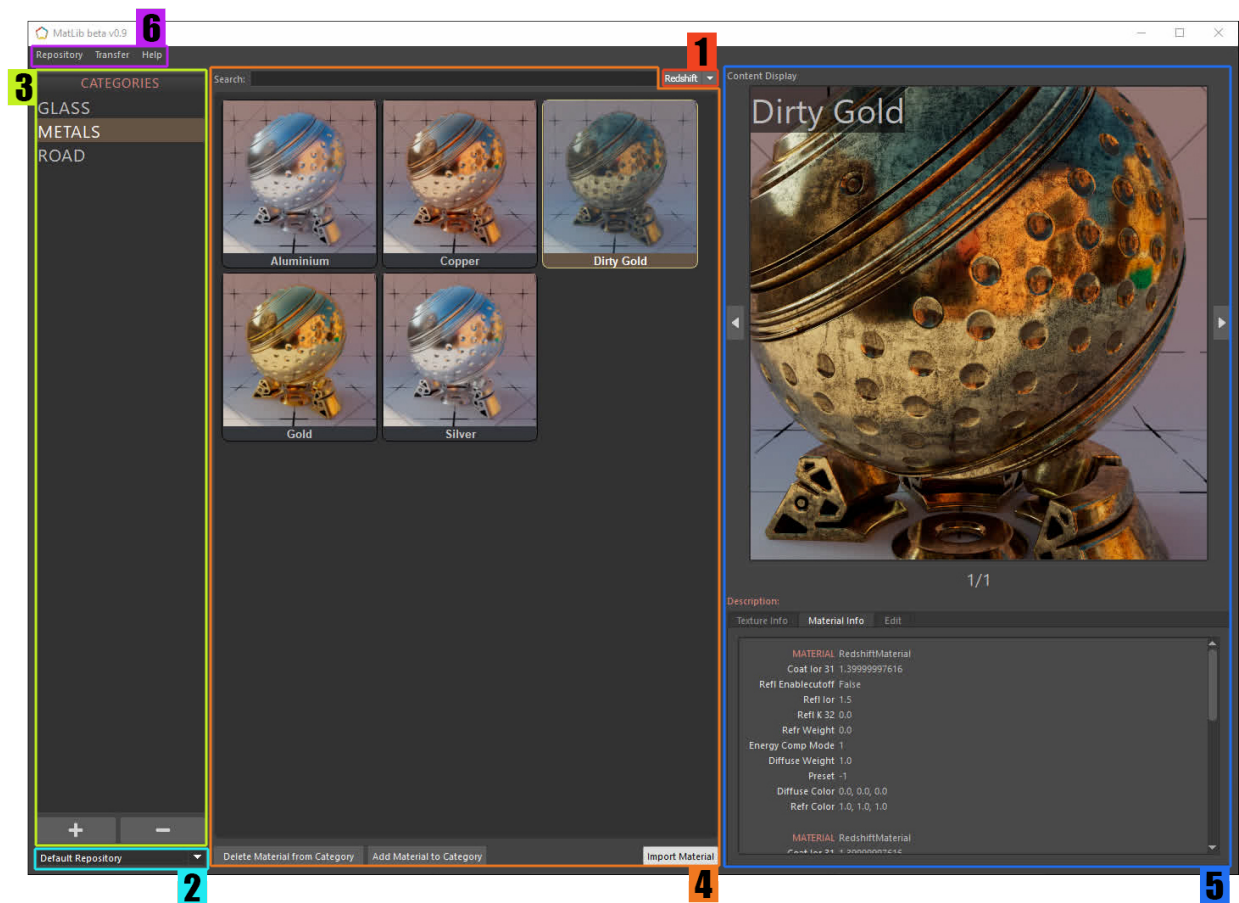 MatLib beta v0.9
6
Repository Transfer Help
1
3
CATEGORIES
GLASS
METALS
ROAD
Search:
Redshift
Aluminium
Copper
Dirty Gold
Gold
Silver
Content Display
Dirty Gold
1/1
Description:
Texture Info Material Info Edit
MATERIAL RedshiftMaterial
Coat Ior 31 1.39999997616
Refl Enablecutoff False
Refl Ior 1.5
Refl K 32 0.0
Refr Weight 0.0
Energy Comp Mode 1
Diffuse Weight 1.0
Preset -1
Diffuse Color 0.0, 0.0, 0.0
Refr Color 1.0, 1.0, 1.0
MATERIAL RedshiftMaterial
Coat Ior 31 1.39999997616
+ −
Default Repository
Delete Material from Category Add Material to Category Import Material
2
4
5